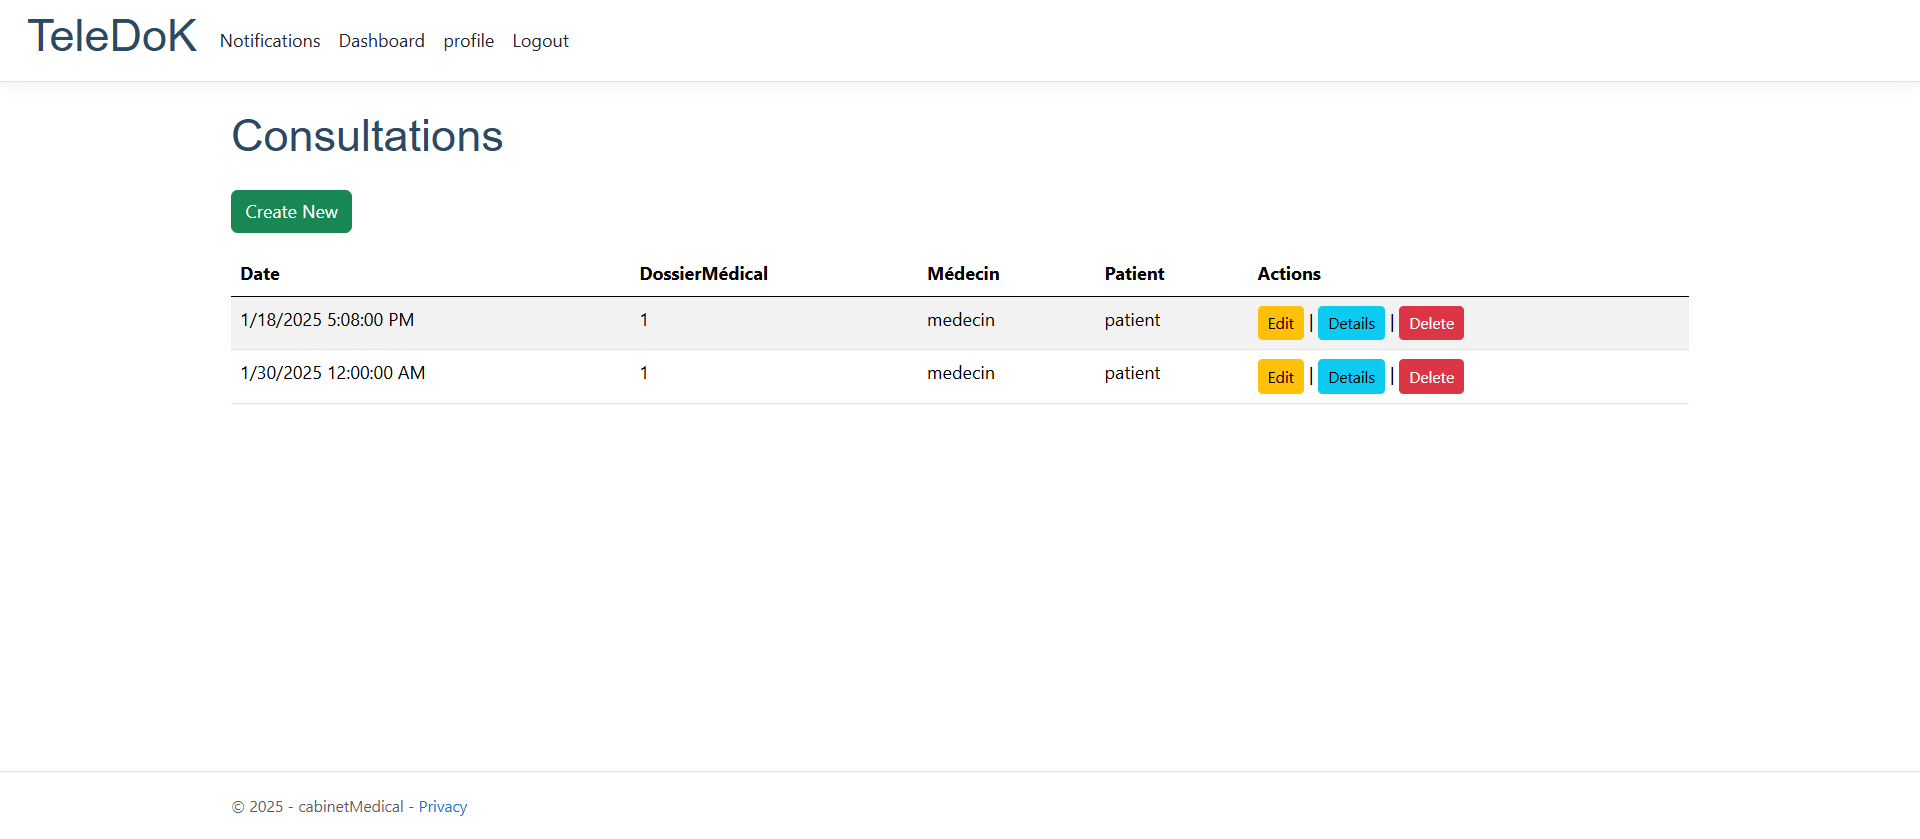 TeleDoK Notifications Dashboard profile Logout
Consultations
Create New
Date DossierMédical Médecin Patient Actions
1/18/2025 5:08:00 PM 1 medecin patient Edit | Details | Delete
1/30/2025 12:00:00 AM 1 medecin patient Edit | Details | Delete
© 2025 - cabinetMedical - Privacy